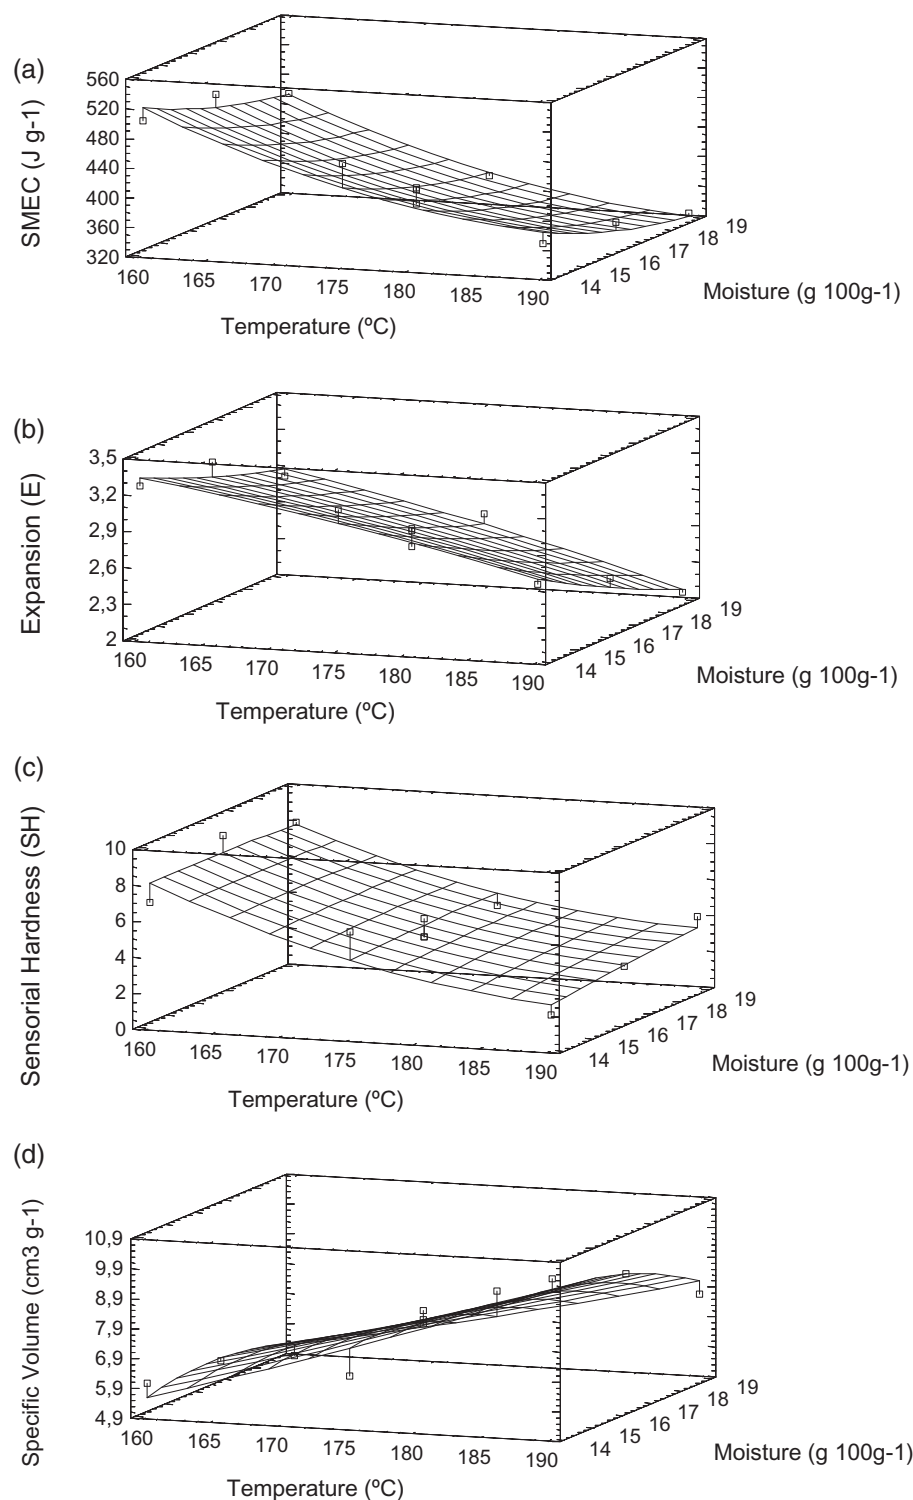 (a)
SMEC (J g-1)
560
520
480
440
400
360
320
160 165 170 175 180 185 190
14 15 16 17 18 19
Temperature (ºC)
Moisture (g 100g-1)
(b)
Expansion (E)
3,5
3,2
2,9
2,6
2,3
2
160 165 170 175 180 185 190
14 15 16 17 18 19
Temperature (ºC)
Moisture (g 100g-1)
(c)
Sensorial Hardness (SH)
10
8
6
4
2
0
160 165 170 175 180 185 190
14 15 16 17 18 19
Temperature (ºC)
Moisture (g 100g-1)
(d)
Specific Volume (cm3 g-1)
10,9
9,9
8,9
7,9
6,9
5,9
4,9
160 165 170 175 180 185 190
14 15 16 17 18 19
Temperature (ºC)
Moisture (g 100g-1)